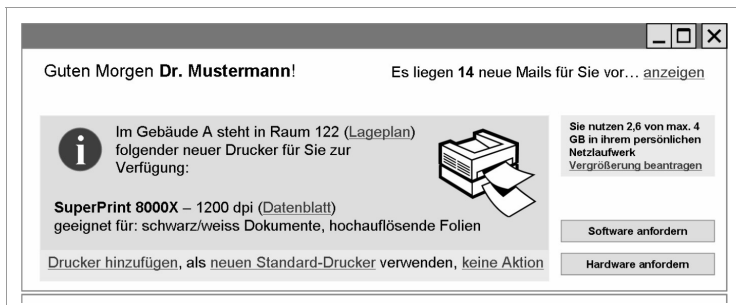 Guten Morgen Dr. Mustermann!
Es liegen 14 neue Mails für Sie vor... anzeigen
Im Gebäude A steht in Raum 122 (Lageplan)
folgender neuer Drucker für Sie zur
Verfügung:
SuperPrint 8000X – 1200 dpi (Datenblatt)
geeignet für: schwarz/weiss Dokumente, hochauflösende Folien
Drucker hinzufügen, als neuen Standard-Drucker verwenden, keine Aktion
Sie nutzen 2,6 von max. 4
GB in ihrem persönlichen
Netzlaufwerk
Vergrößerung beantragen
Software anfordern
Hardware anfordern